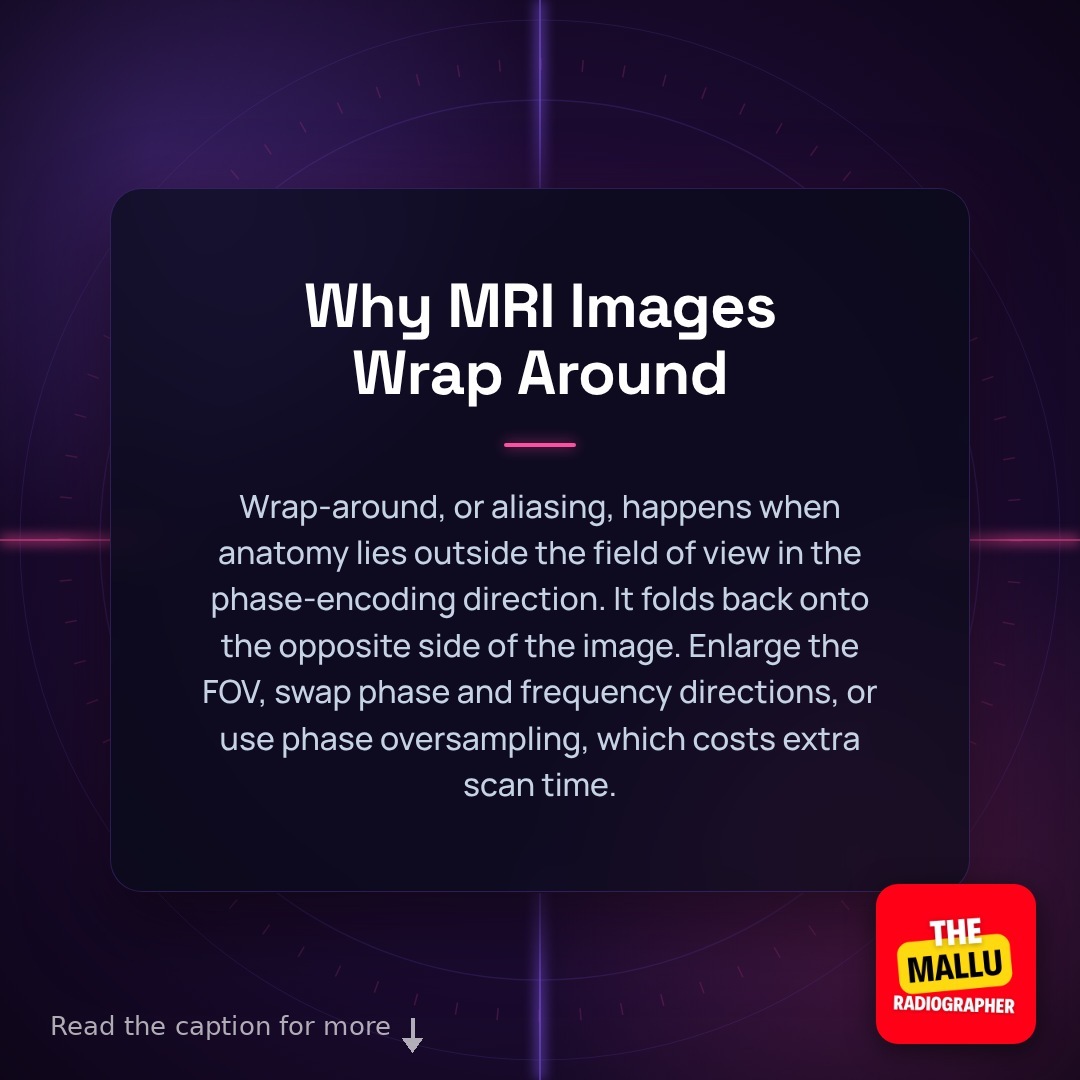 Why MRI Images
Wrap Around
Wrap-around, or aliasing, happens when
anatomy lies outside the field of view in the
phase-encoding direction. It folds back onto
the opposite side of the image. Enlarge the
FOV, swap phase and frequency directions, or
use phase oversampling, which costs extra
scan time.
THE
MALLU
RADIOGRAPHER
Read the caption for more